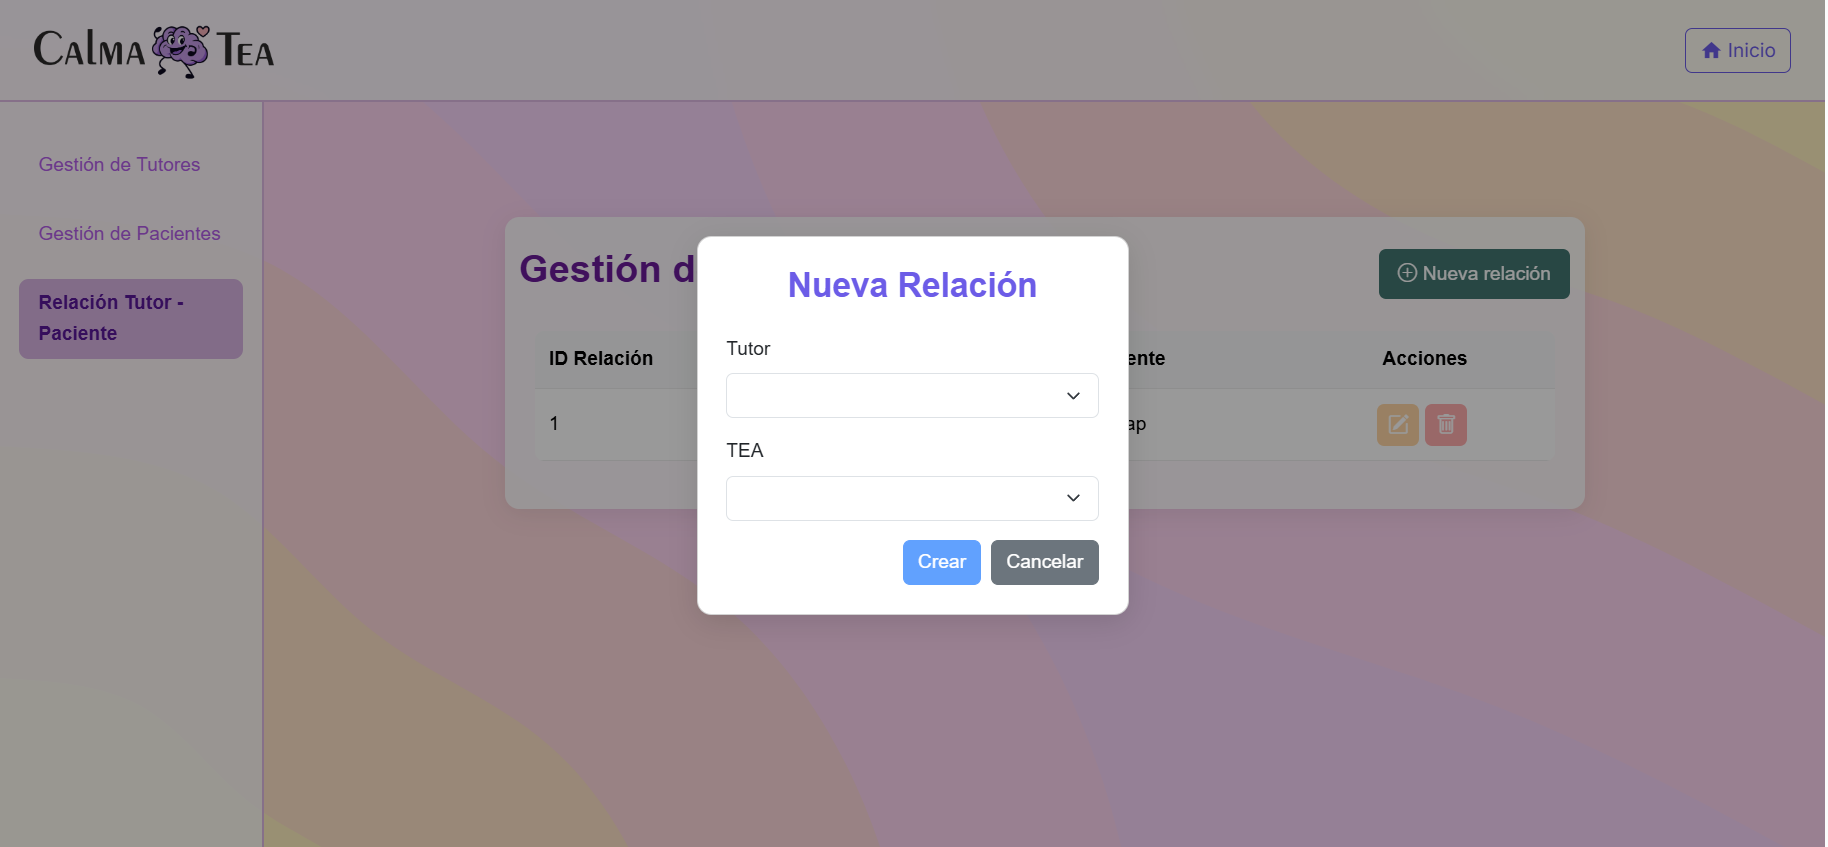 Calma Tea
Inicio
Gestión de Tutores
Gestión de Pacientes
Relación Tutor -
Paciente
Gestión d
Nueva relación
ID Relación
ente
Acciones
1
ap
Nueva Relación
Tutor
TEA
Crear
Cancelar